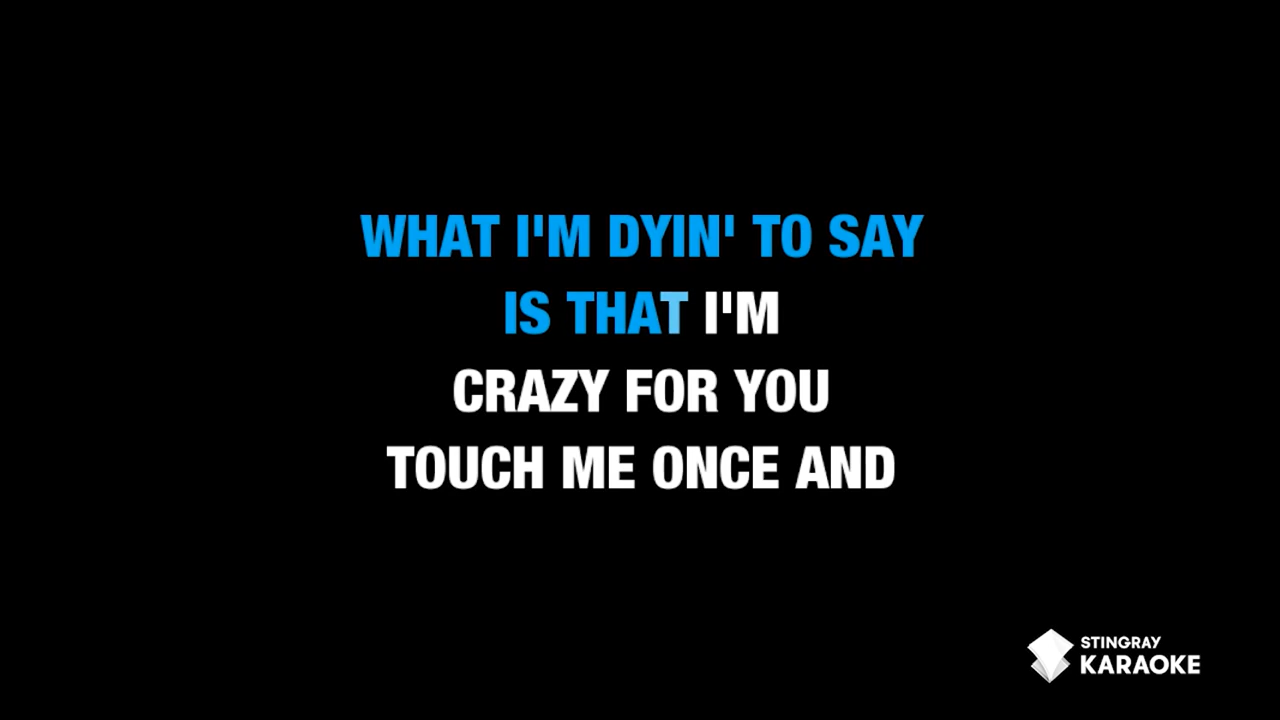 WHAT I'M DYIN' TO SAY
IS THAT I'M
CRAZY FOR YOU
TOUCH ME ONCE AND
STINGRAY
KARAOKE